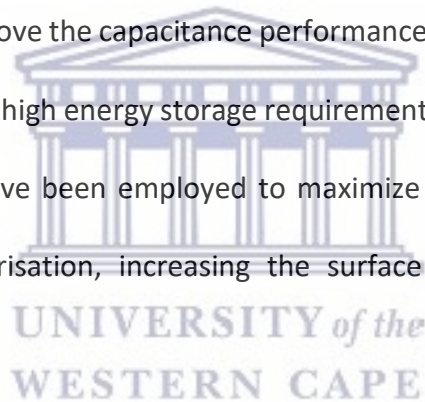 ove the capacitance performance
high energy storage requirement
ve been employed to maximize
risation, increasing the surface
UNIVERSITY of the
WESTERN CAPE